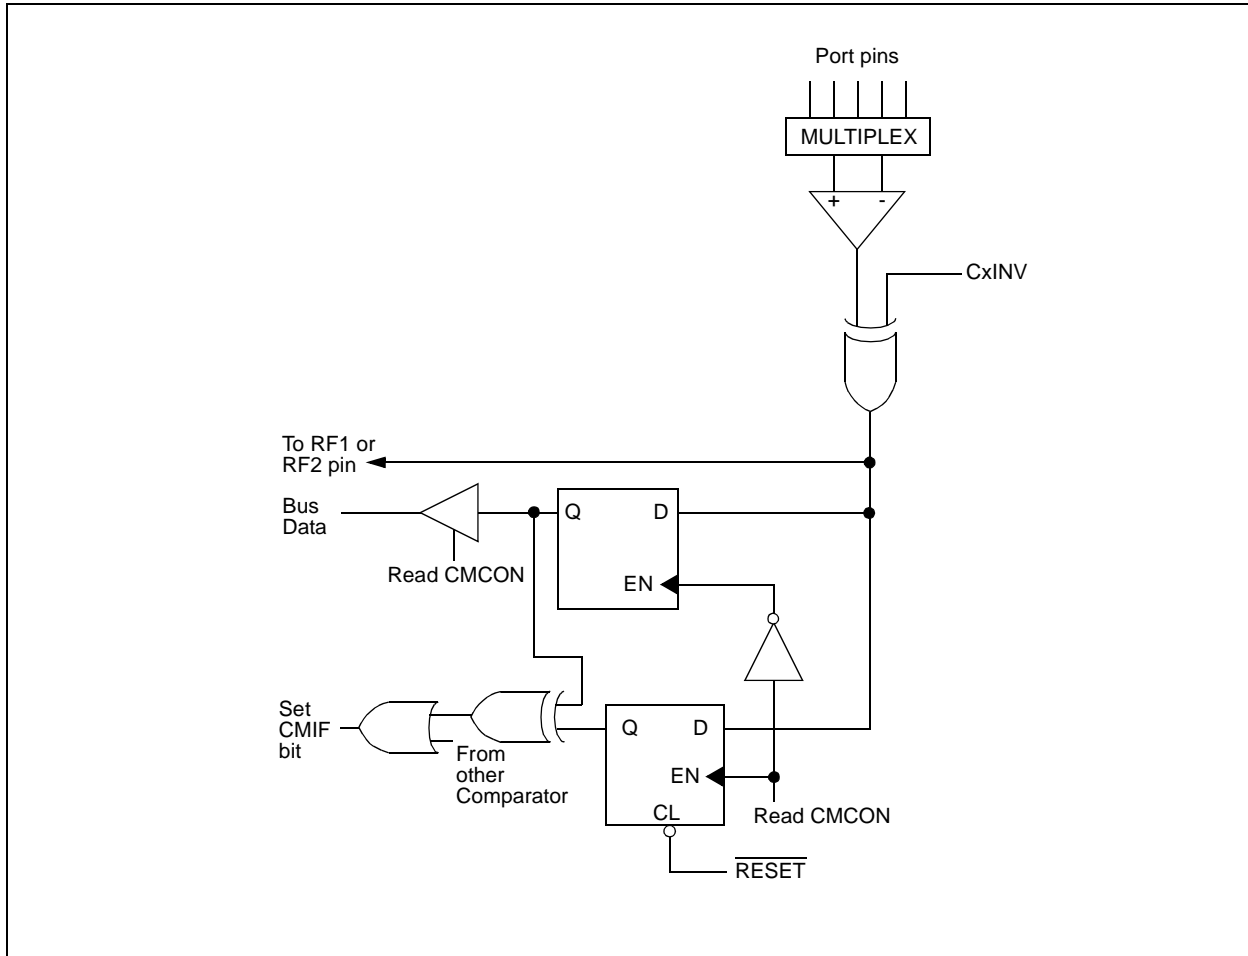 Port pins
MULTIPLEX
+ -
CxINV
To RF1 or
RF2 pin
Bus
Data
Q D
EN
Read CMCON
Set
CMIF
bit
From
other
Comparator
Q D
EN
CL
Read CMCON
RESET